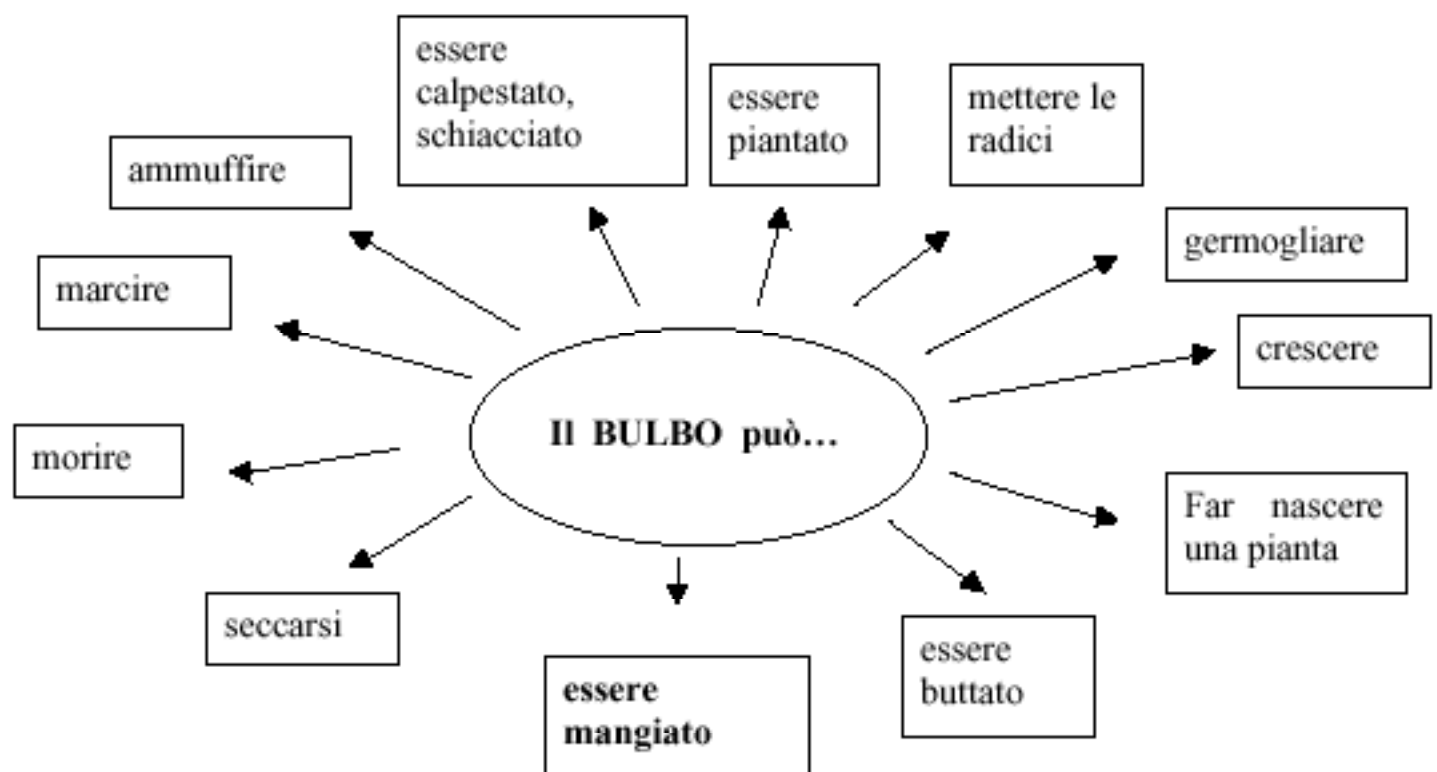 essere
calpestato,
schiacciato
essere
piantato
mettere le
radici
ammuffire
germogliare
marcire
crescere
Il BULBO può…
morire
Far nascere
una pianta
seccarsi
essere
buttato
essere
mangiato